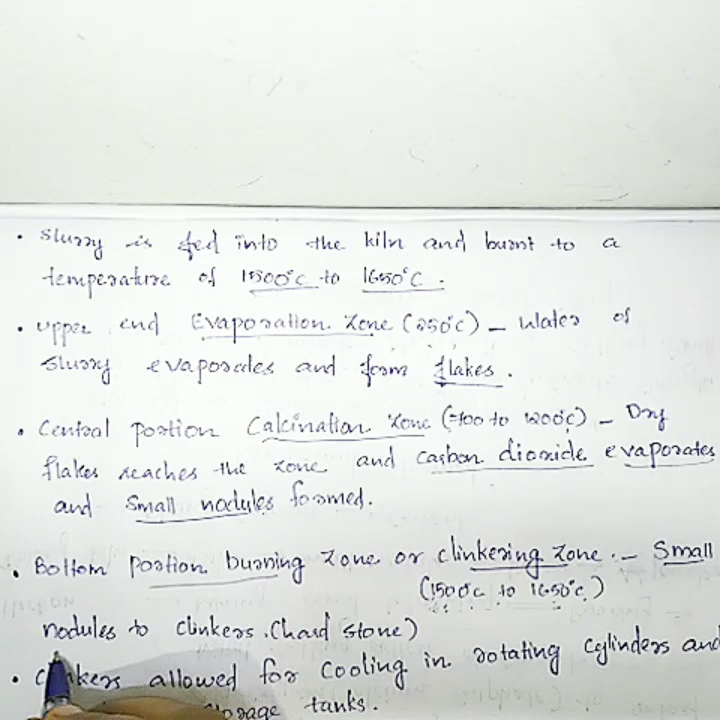 • Slurry is fed into the kiln and burnt to a
temperature of 1500°C to 1650°C.
• Upper end Evaporation Zone (250°C) – Water of
slurry evaporates and form flakes.
• Central portion Calcination Zone (700 to 1200°C) – Dry
flakes reaches the zone and carbon dioxide evaporates
and small nodules formed.
• Bottom portion burning zone or clinkering zone. – Small
(1500°C to 1650°C)
nodules to clinkers. (hard stone)
• Clinkers allowed for cooling in rotating cylinders and
tanks.